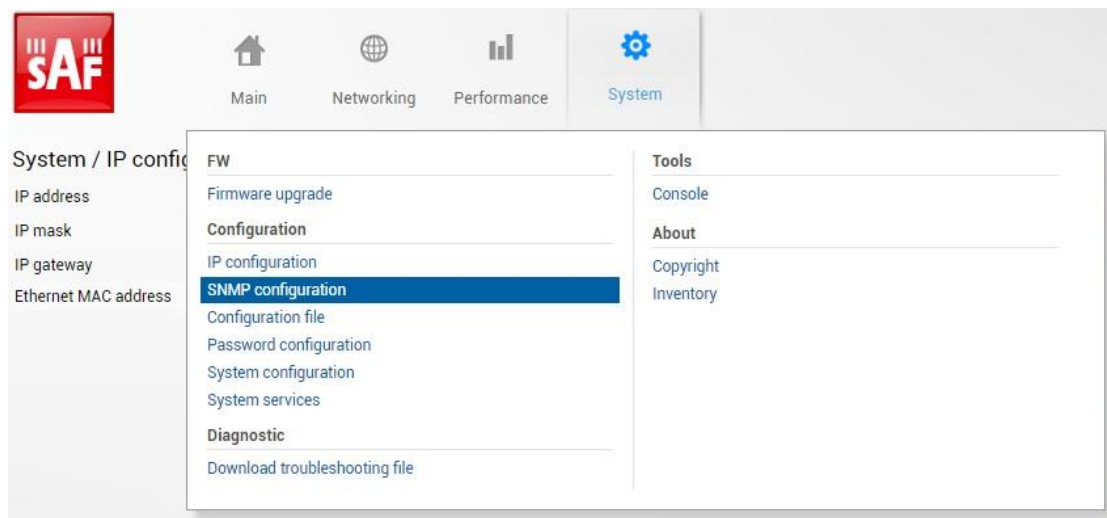 SAF
Main
Networking
Performance
System
System / IP config
IP address
IP mask
IP gateway
Ethernet MAC address
FW
Firmware upgrade
Configuration
IP configuration
SNMP configuration
Configuration file
Password configuration
System configuration
System services
Diagnostic
Download troubleshooting file
Tools
Console
About
Copyright
Inventory